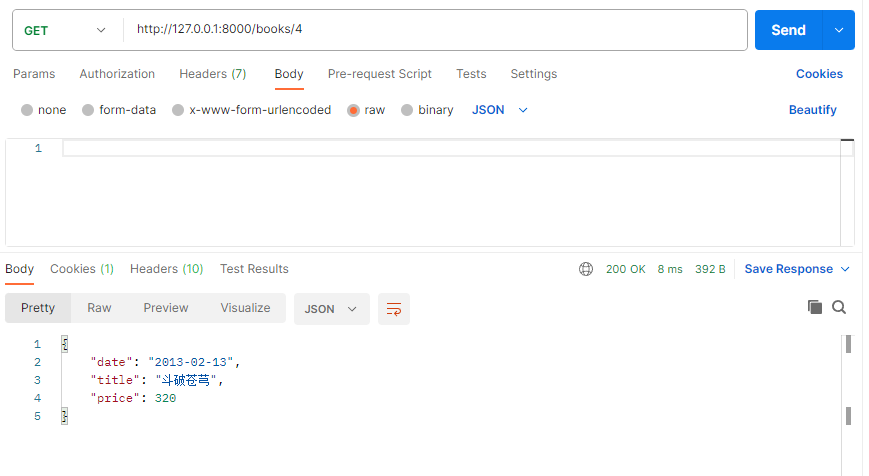 GET http://127.0.0.1:8000/books/4 Send
Params Authorization Headers (7) Body Pre-request Script Tests Settings Cookies
none form-data x-www-form-urlencoded raw binary JSON Beautify
1
Body Cookies (1) Headers (10) Test Results 200 OK 8 ms 392 B Save Response
Pretty Raw Preview Visualize JSON
1 {
2 "date": "2013-02-13",
3 "title": "斗破苍芎",
4 "price": 320
5 }